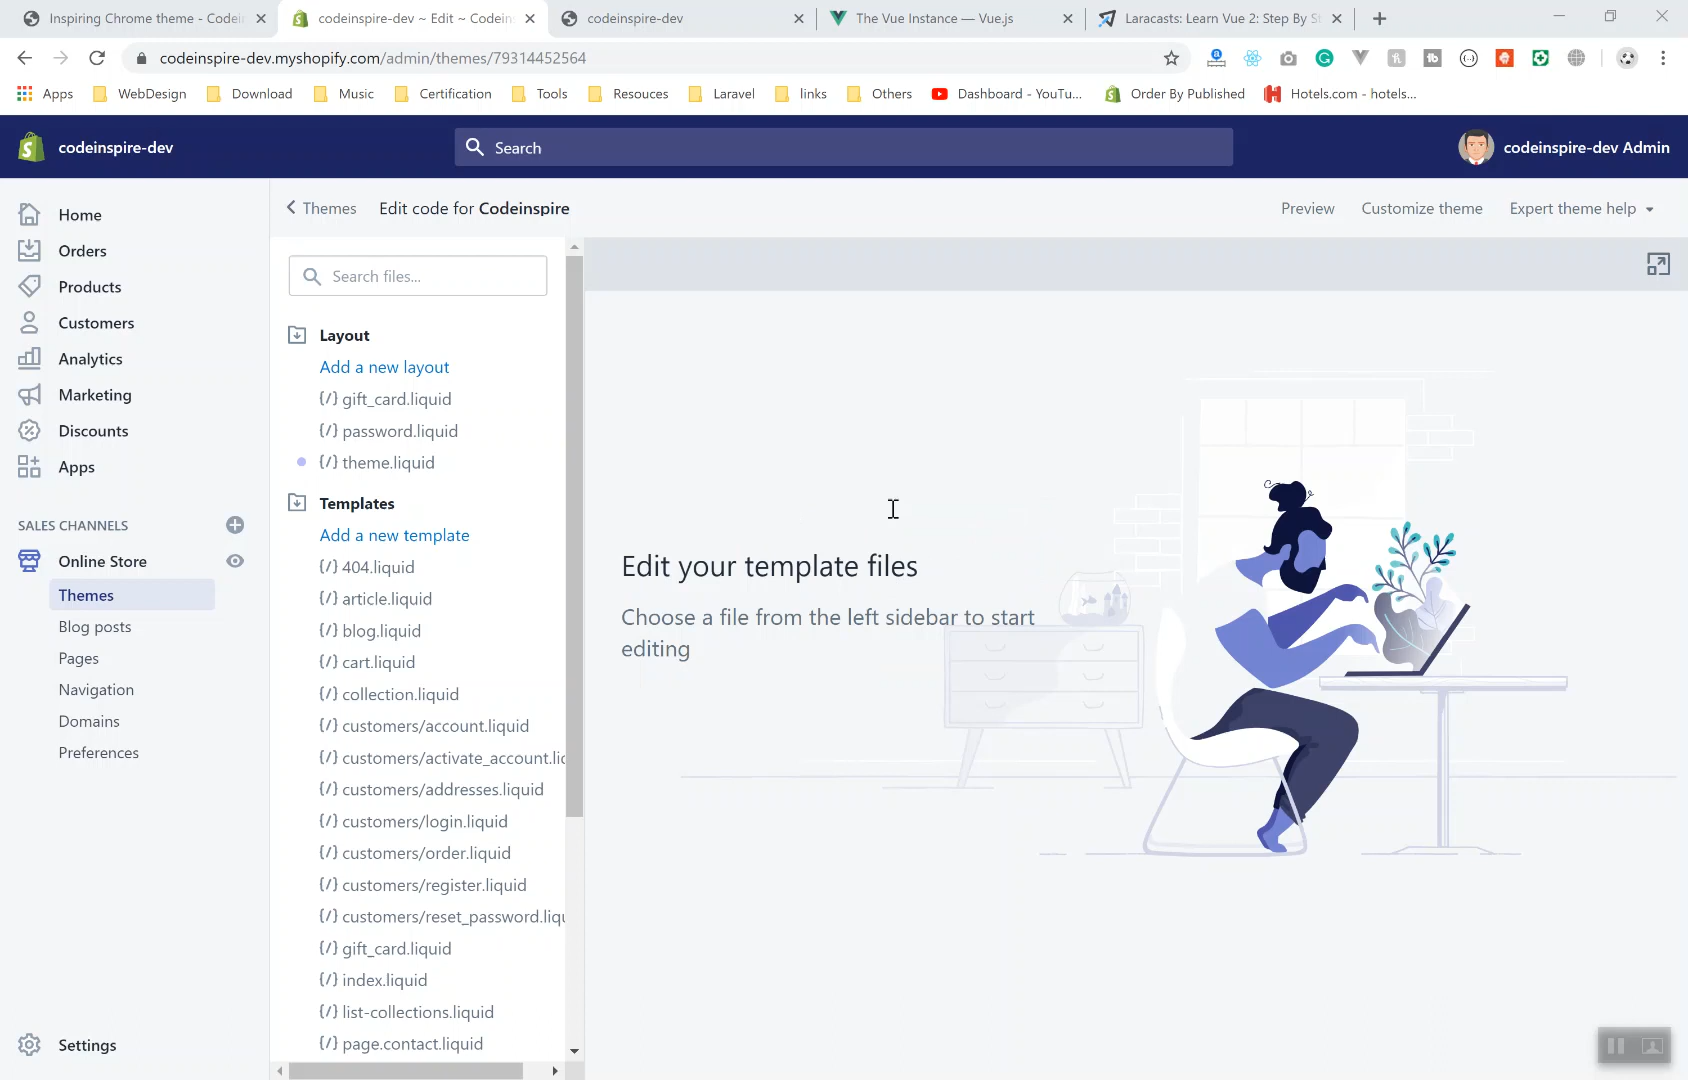 Inspiring Chrome theme - Codein
codeinspire-dev ~ Edit ~ Codeins
codeinspire-dev
The Vue Instance — Vue.js
Laracasts: Learn Vue 2: Step By St
codeinspire-dev.myshopify.com/admin/themes/79314452564
Apps
WebDesign
Download
Music
Certification
Tools
Resouces
Laravel
links
Others
Dashboard - YouTu...
Order By Published
Hotels.com - hotels...
codeinspire-dev
Search
codeinspire-dev Admin
Home
Orders
Products
Customers
Analytics
Marketing
Discounts
Apps
SALES CHANNELS
Online Store
Themes
Blog posts
Pages
Navigation
Domains
Preferences
Settings
Themes
Edit code for Codeinspire
Preview
Customize theme
Expert theme help
Search files...
Layout
Add a new layout
{/} gift_card.liquid
{/} password.liquid
{/} theme.liquid
Templates
Add a new template
{/} 404.liquid
{/} article.liquid
{/} blog.liquid
{/} cart.liquid
{/} collection.liquid
{/} customers/account.liquid
{/} customers/activate_account.lic
{/} customers/addresses.liquid
{/} customers/login.liquid
{/} customers/order.liquid
{/} customers/register.liquid
{/} customers/reset_password.liqu
{/} gift_card.liquid
{/} index.liquid
{/} list-collections.liquid
{/} page.contact.liquid
Edit your template files
Choose a file from the left sidebar to start
editing